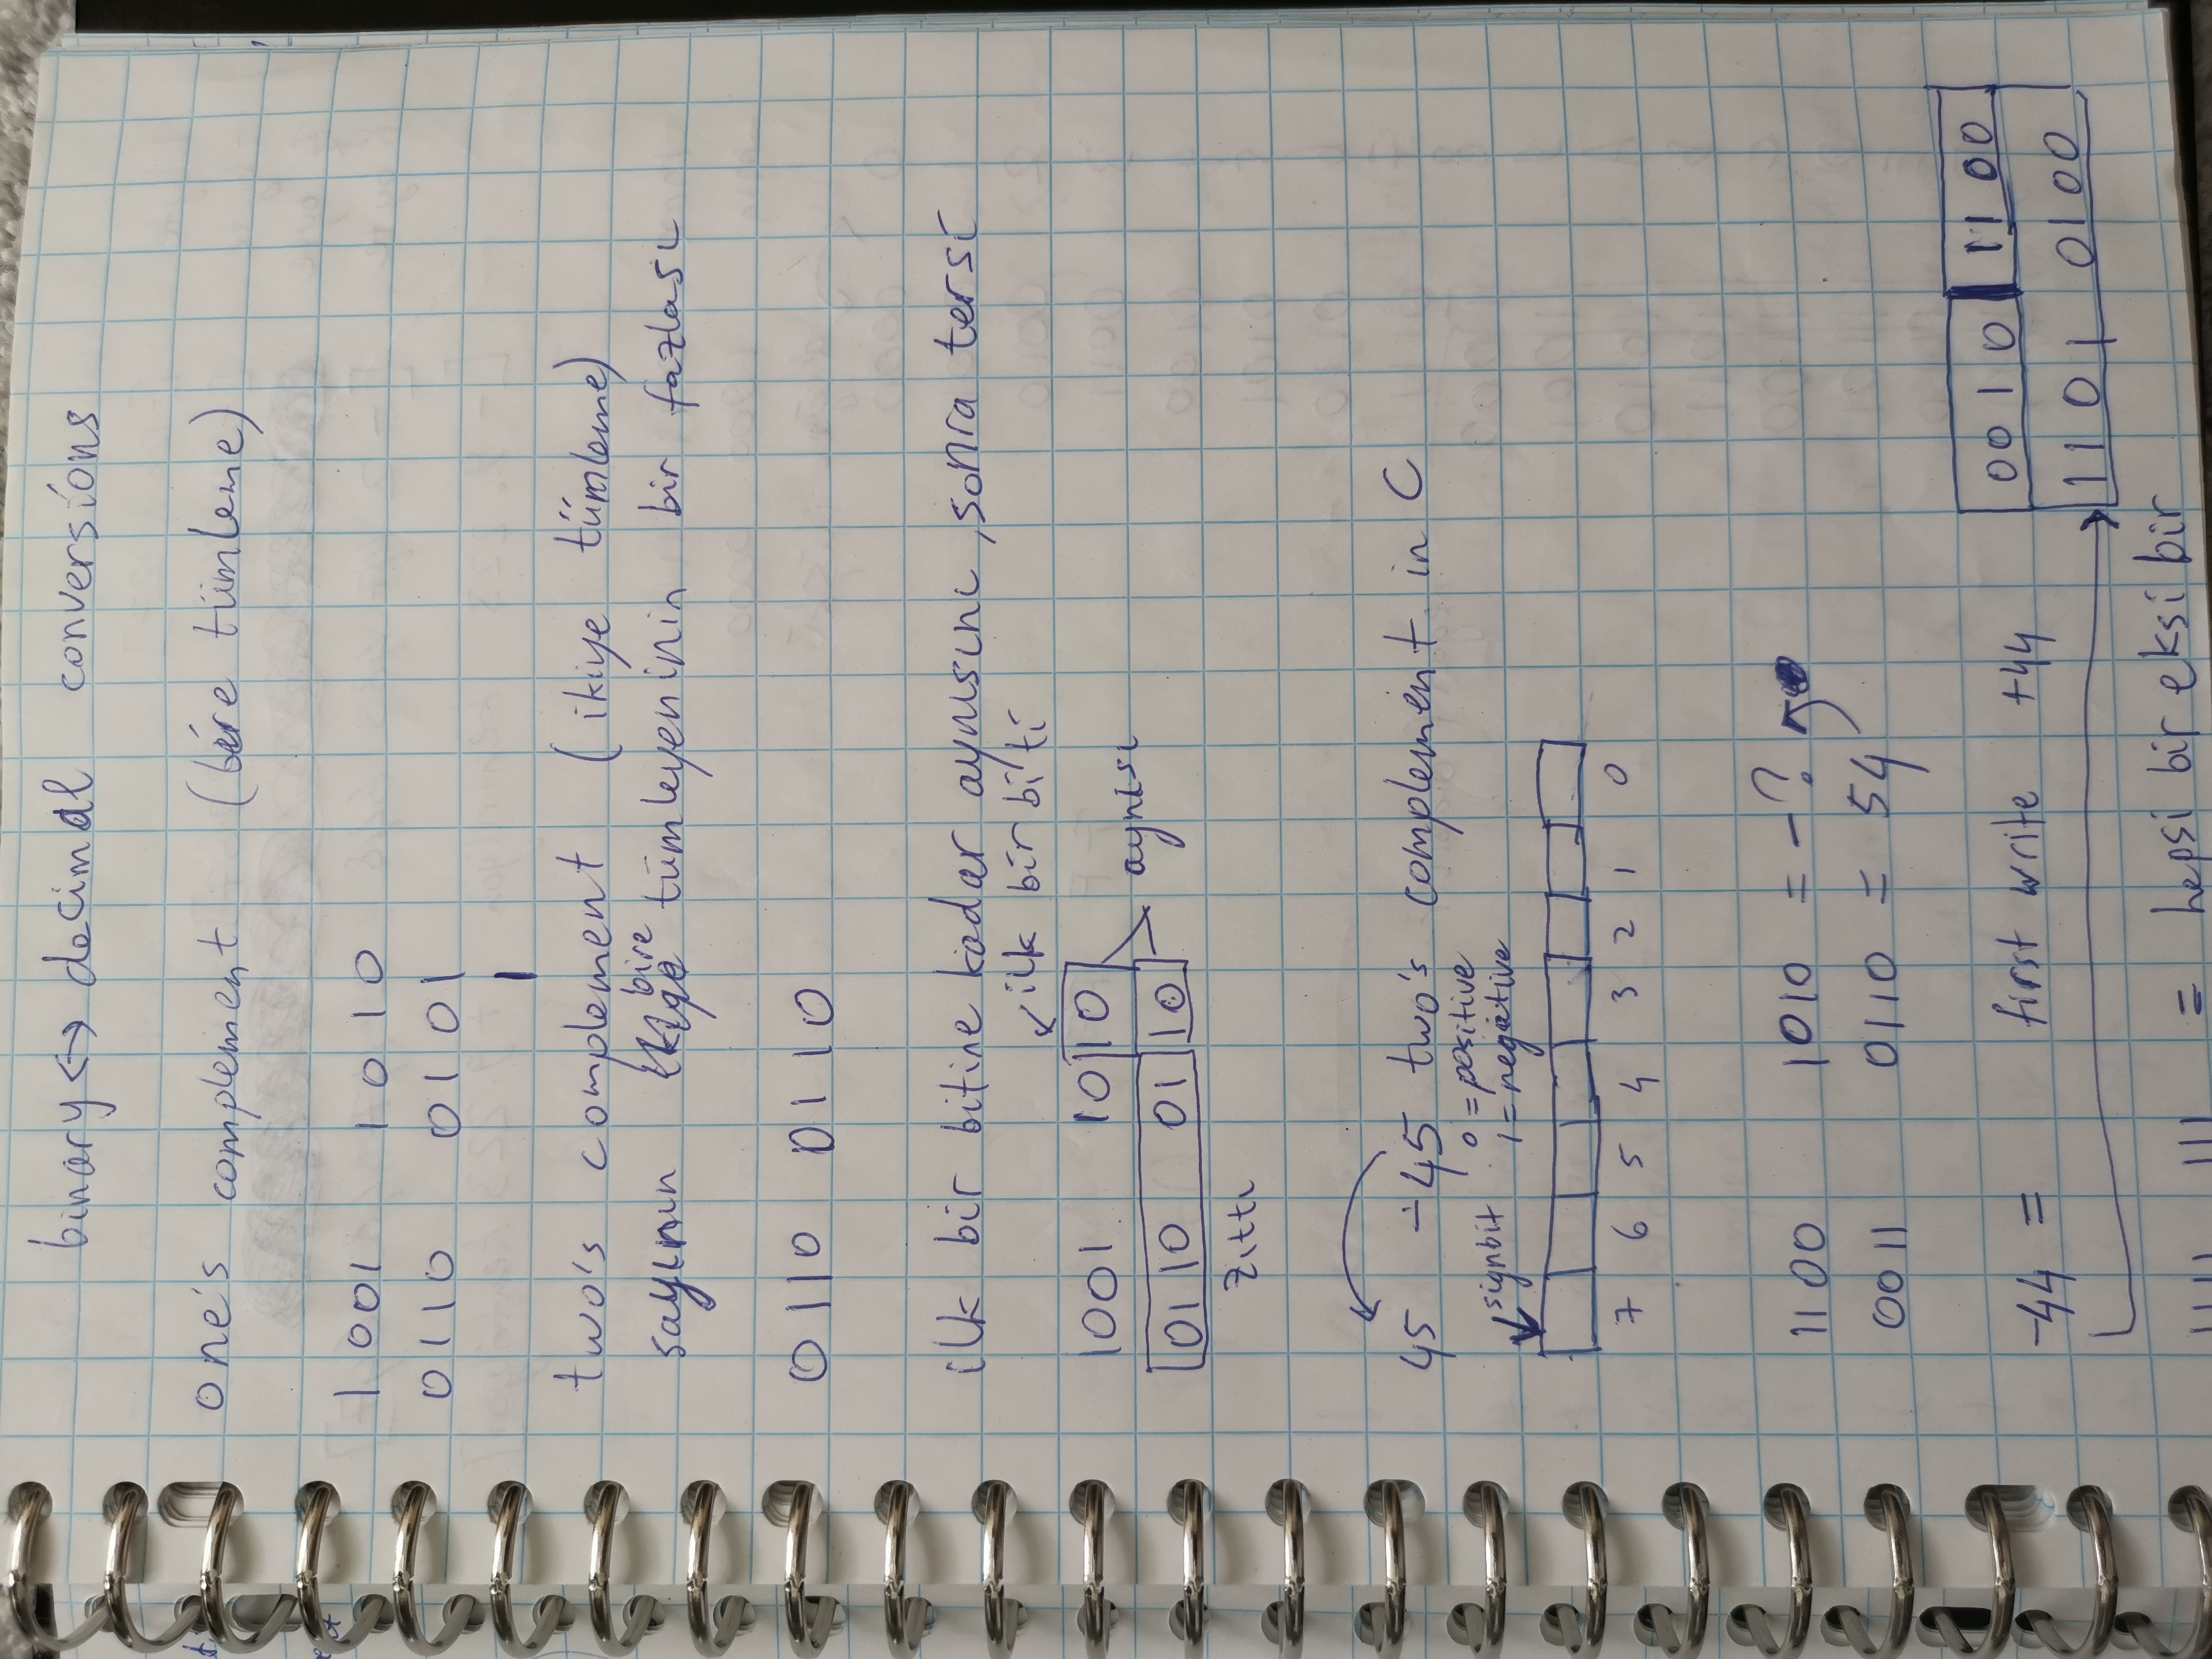 binary ↔ decimal conversions
one's complement (bire tümleme)
1001 1010
0110 0101
1
two's complement (ikiye tümleme)
bire
sayının tümleyeninin bir fazlası
0110 0110
ilk bir bitine kadar aynısını, sonra tersi
ilk bir biti
1001 1010
aynısı
0110 0110
zıttı
45 -45 two's complement in C
0 = positive
signbit
1 = negative
7 6 5 4 3 2 1 0
1100 1010 = -?
0011 0110 = 54
0010 1100
-44 = first write +44
1101 0100
1111 111 = hepsi bir eksi bir